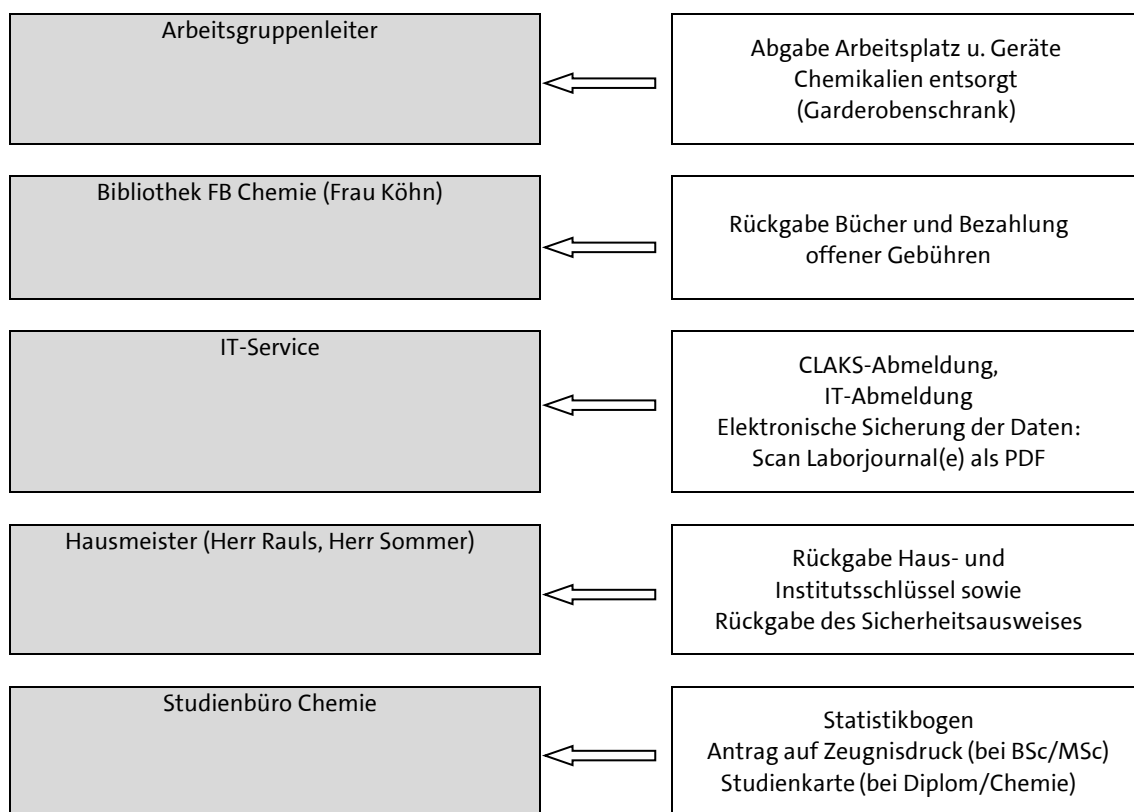 Arbeitsgruppenleiter
Abgabe Arbeitsplatz u. Geräte
Chemikalien entsorgt
(Garderobenschrank)
Bibliothek FB Chemie (Frau Köhn)
Rückgabe Bücher und Bezahlung
offener Gebühren
IT-Service
CLAKS-Abmeldung,
IT-Abmeldung
Elektronische Sicherung der Daten:
Scan Laborjournal(e) als PDF
Hausmeister (Herr Rauls, Herr Sommer)
Rückgabe Haus- und
Institutsschlüssel sowie
Rückgabe des Sicherheitsausweises
Studienbüro Chemie
Statistikbogen
Antrag auf Zeugnisdruck (bei BSc/MSc)
Studienkarte (bei Diplom/Chemie)